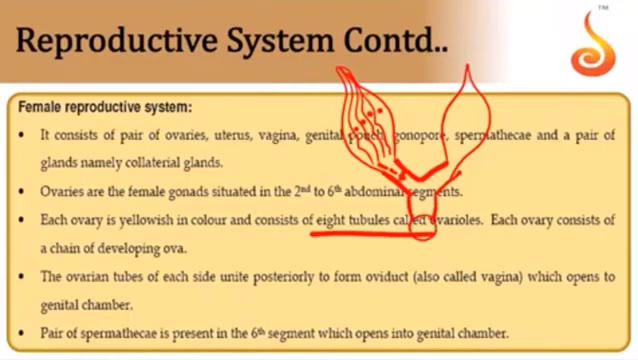 Reproductive System Contd..
TM
Female reproductive system:
• It consists of pair of ovaries, uterus, vagina, genital pouch, gonopore, spermathecae and a pair of
glands namely collaterial glands.
• Ovaries are the female gonads situated in the 2nd to 6th abdominal segments.
• Each ovary is yellowish in colour and consists of eight tubules called ovarioles. Each ovary consists of
a chain of developing ova.
• The ovarian tubes of each side unite posteriorly to form oviduct (also called vagina) which opens to
genital chamber.
• Pair of spermathecae is present in the 6th segment which opens into genital chamber.